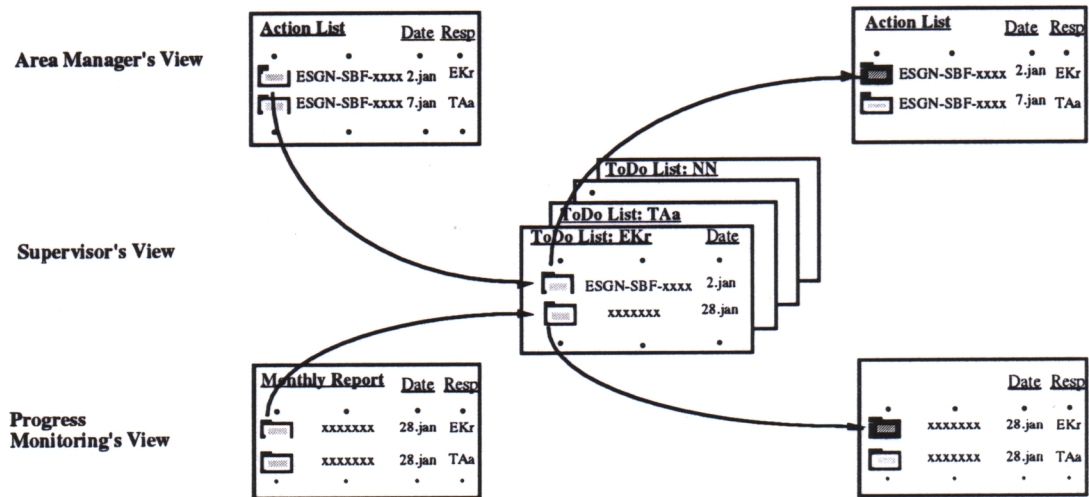 Area Manager's View
Action List Date Resp
ESGN-SBF-xxxx 2.jan EKr
ESGN-SBF-xxxx 7.jan TAa
Action List Date Resp
ESGN-SBF-xxxx 2.jan EKr
ESGN-SBF-xxxx 7.jan TAa
Supervisor's View
ToDo List: NN
ToDo List: TAa
ToDo List: EKr Date
ESGN-SBF-xxxx 2.jan
xxxxxxx 28.jan
Progress
Monitoring's View
Monthly Report Date Resp
xxxxxxx 28.jan EKr
xxxxxxx 28.jan TAa
Date Resp
xxxxxxx 28.jan EKr
xxxxxxx 28.jan TAa